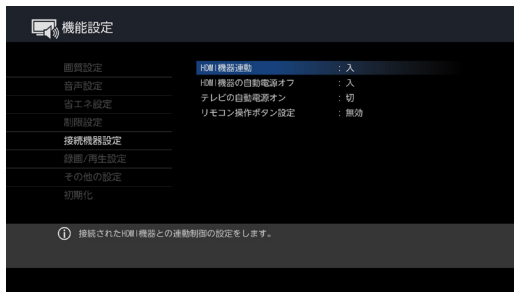 機能設定
画質設定
音声設定
省エネ設定
制限設定
接続機器設定
録画/再生設定
その他の設定
初期化
HDMI機器連動 : 入
HDMI機器の自動電源オフ : 入
テレビの自動電源オン : 切
リモコン操作ボタン設定 : 無効
接続されたHDMI機器との連動制御の設定をします。